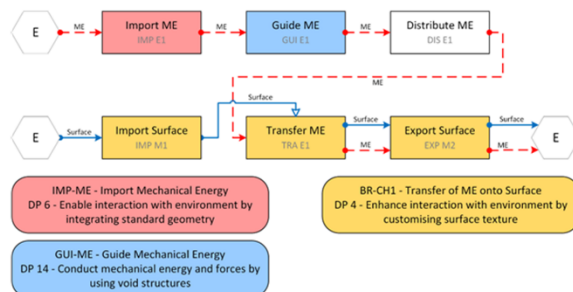 E
ME
Import ME
IMP E1
ME
Guide ME
GUI E1
ME
Distribute ME
DIS E1
ME
E
Surface
Import Surface
IMP M1
Surface
Transfer ME
TRA E1
Surface
ME
Export Surface
EXP M2
Surface
ME
E
IMP-ME - Import Mechanical Energy
DP 6 - Enable interaction with environment by
integrating standard geometry
BR-CH1 - Transfer of ME onto Surface
DP 4 - Enhance interaction with environment by
customising surface texture
GUI-ME - Guide Mechanical Energy
DP 14 - Conduct mechanical energy and forces by
using void structures